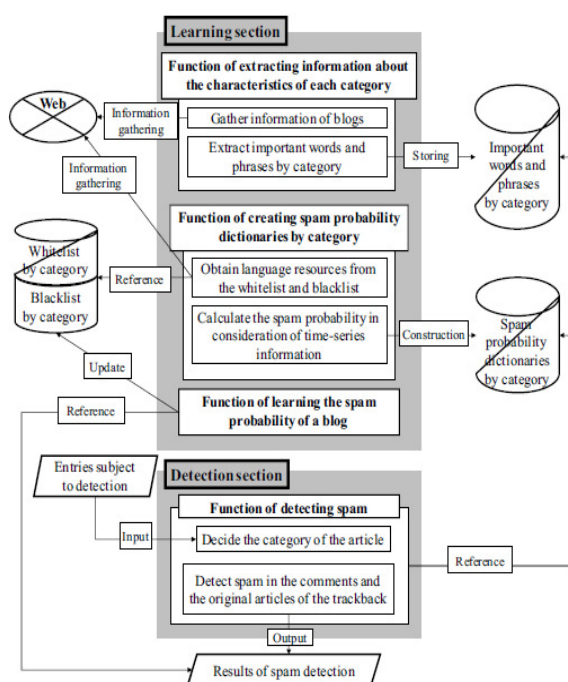 Learning section
Function of extracting information about
the characteristics of each category
Web
Information
gathering
Gather information of blogs
Extract important words and
phrases by category
Storing
Important
words and
phrases
by category
Information
gathering
Function of creating spam probability
dictionaries by category
Whitelist
by category
Blacklist
by category
Reference
Obtain language resources from
the whitelist and blacklist
Calculate the spam probability in
consideration of time-series
information
Construction
Spam
probability
dictionaries
by category
Update
Reference
Function of learning the spam
probability of a blog
Entries subject
to detection
Detection section
Function of detecting spam
Input
Decide the category of the article
Detect spam in the comments and
the original articles of the trackback
Reference
Output
Results of spam detection